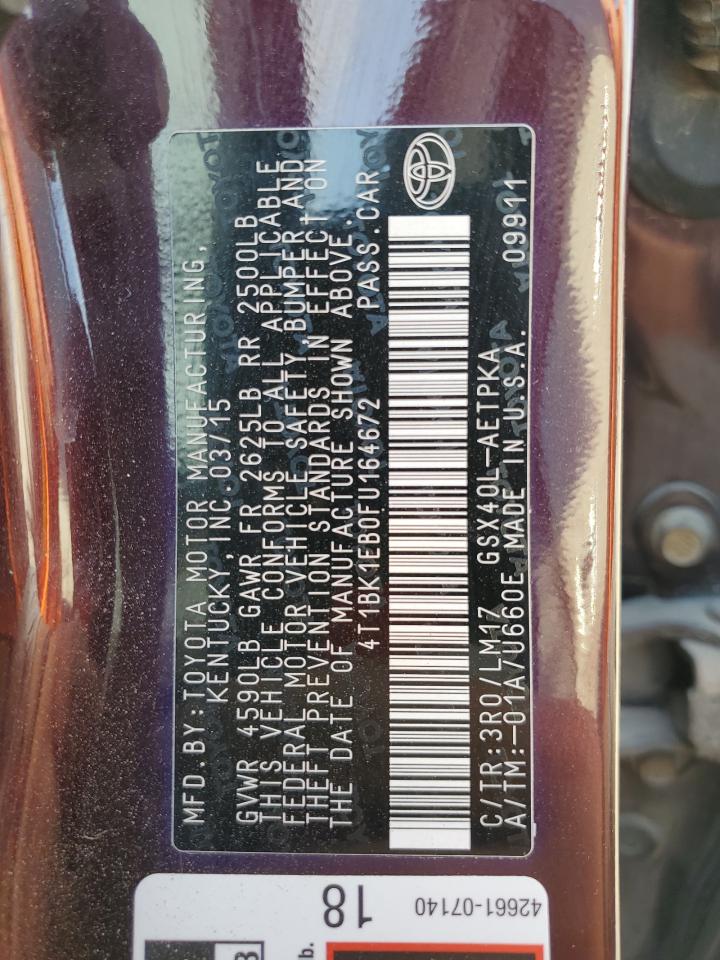 MFD.BY:TOYOTA MOTOR MANUFACTURING,
KENTUCKY, INC. 03/15
GVWR 4590LB GAWR FR 2625LB RR 2500LB
THIS VEHICLE CONFORMS TO ALL APPLICABLE
FEDERAL MOTOR VEHICLE SAFETY, BUMPER AND
THEFT PREVENTION STANDARDS IN EFFECT ON
THE DATE OF MANUFACTURE SHOWN ABOVE.
4T1BK1EB0FU164672 PASS.CAR
C/TR:3R0/LM17 GSX40L-AETPKA 09911
A/TM:-01A/U660E MADE IN U.S.A.
42661-07140
18